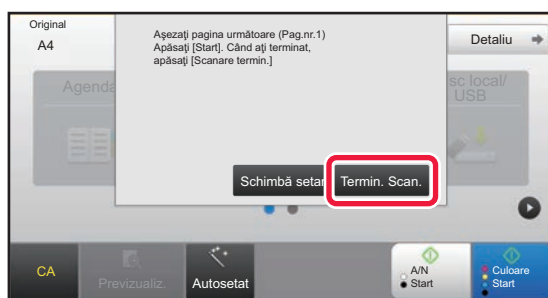 Original
A4
Aşezaţi pagina următoare (Pag.nr.1)
Apăsaţi [Start]. Când aţi terminat,
apăsaţi [Scanare termin.]
Detaliu
Agenda
sc local/
USB
Schimbă setar
Termin. Scan.
CA
Previzualiz.
Autosetat
A/N
Start
Culoare
Start